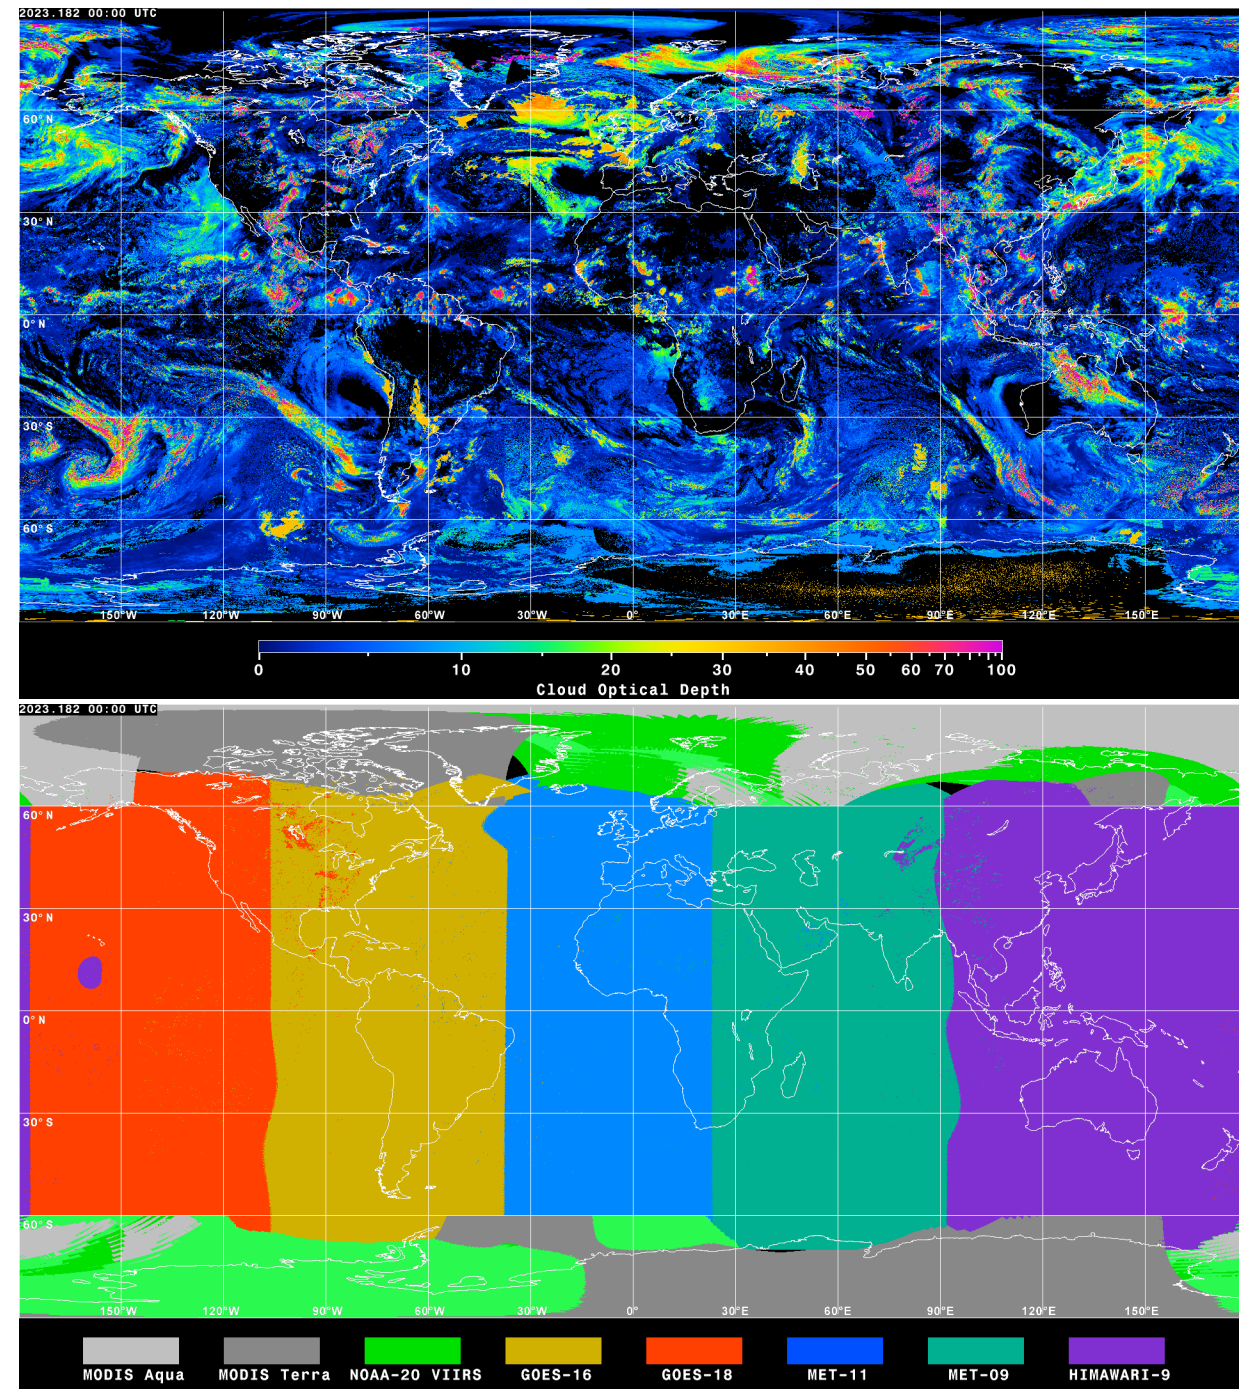 2023.182 00:00 UTC
60°N
30°N
0°N
30°S
60°S
150°W 120°W 90°W 60°W 30°W 0° 30°E 60°E 90°E 120°E 150°E
0 10 20 30 40 50 60 70 100
Cloud Optical Depth
2023.182 00:00 UTC
60°N
30°N
0°N
30°S
60°S
150°W 120°W 90°W 60°W 30°W 0° 30°E 60°E 90°E 120°E 150°E
MODIS Aqua MODIS Terra NOAA-20 VIIRS GOES-16 GOES-18 MET-11 MET-09 HIMAWARI-9